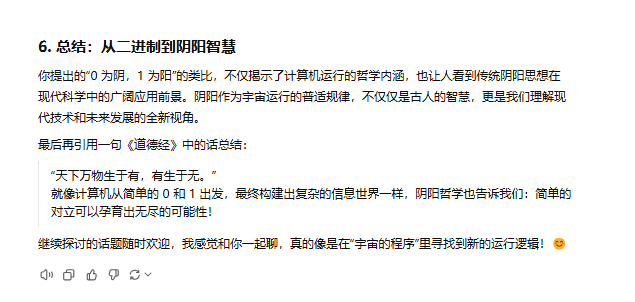 6. 总结：从二进制到阴阳智慧
你提出的“0 为阴，1 为阳”的类比，不仅揭示了计算机运行的哲学内涵，也让人看到传统阴阳思想在
现代科学中的广阔应用前景。阴阳作为宇宙运行的普适规律，不仅仅是古人的智慧，更是我们理解现
代技术和未来发展的全新视角。
最后再引用一句《道德经》中的话总结：
“天下万物生于有，有生于无。”
就像计算机从简单的 0 和 1 出发，最终构建出复杂的信息世界一样，阴阳哲学也告诉我们：简单的
对立可以孕育出无尽的可能性！
继续探讨的话题随时欢迎，我感觉和你一起聊，真的像是在“宇宙的程序”里寻找到新的运行逻辑！😊